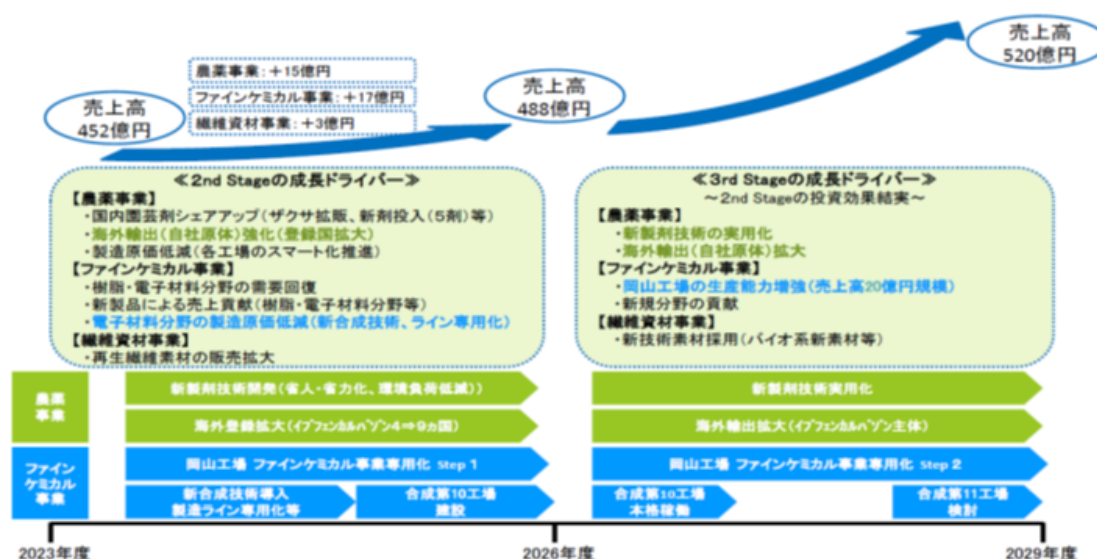 売上高
520億円
農薬事業：＋15億円
ファインケミカル事業：＋17億円
繊維資材事業：＋3億円
売上高
452億円
売上高
488億円
≪2nd Stageの成長ドライバー≫
【農薬事業】
・国内園芸剤シェアアップ（ザクサ拡販、新剤投入（5剤）等）
・海外輸出（自社原体）強化（登録国拡大）
・製造原価低減（各工場のスマート化推進）
【ファインケミカル事業】
・樹脂・電子材料分野の需要回復
・新製品による売上貢献（樹脂・電子材料分野等）
・電子材料分野の製造原価低減（新合成技術、ライン専用化）
【繊維資材事業】
・再生繊維素材の販売拡大
≪3rd Stageの成長ドライバー≫
～2nd Stageの投資効果結実～
【農薬事業】
・新製剤技術の実用化
・海外輸出（自社原体）拡大
【ファインケミカル事業】
・岡山工場の生産能力増強（売上高20億円規模）
・新規分野の貢献
【繊維資材事業】
・新技術素材採用（バイオ系新素材等）
農薬
事業
新製剤技術開発（省人・省力化、環境負荷低減））
新製剤技術実用化
海外登録拡大（イプフェンカルバゾン4⇒9ヵ国）
海外輸出拡大（イプフェンカルバゾン主体）
ファイン
ケミカル
事業
岡山工場 ファインケミカル事業専用化 Step 1
岡山工場 ファインケミカル事業専用化 Step 2
新合成技術導入
製造ライン専用化等
合成第10工場
建設
合成第10工場
本格稼働
合成第11工場
検討
2023年度
2026年度
2029年度